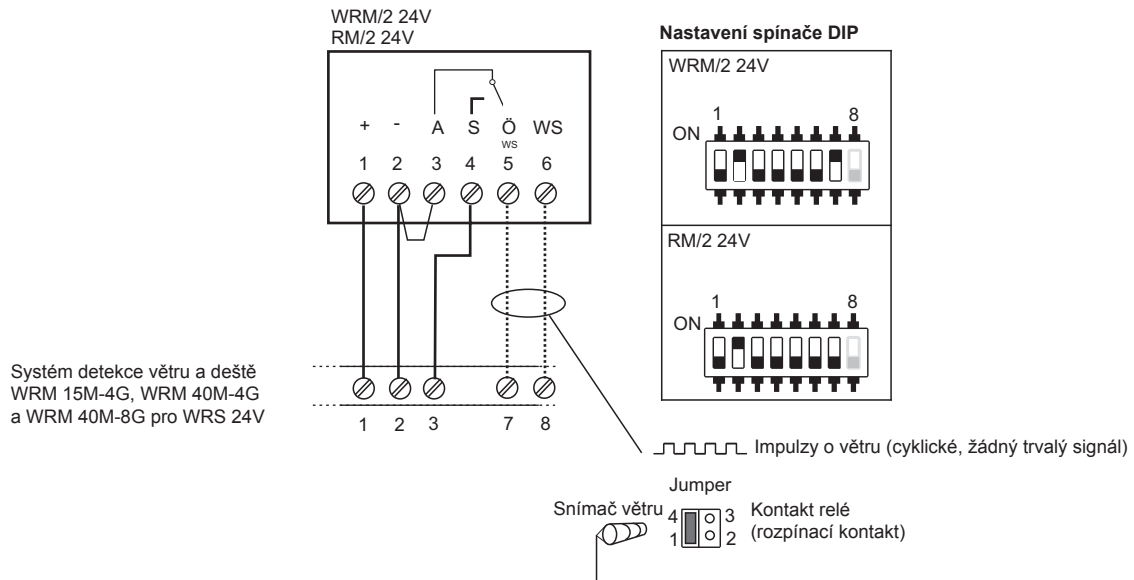 WRM/2 24V
RM/2 24V
+ - A S Ö WS
WS
1 2 3 4 5 6
Nastavení spínače DIP
WRM/2 24V
1 8
ON
RM/2 24V
1 8
ON
Systém detekce větru a deště
WRM 15M-4G, WRM 40M-4G
a WRM 40M-8G pro WRS 24V
1 2 3 7 8
Impulzy o větru (cyklické, žádný trvalý signál)
Jumper
Snímač větru
4 3
1 2
Kontakt relé
(rozpínací kontakt)